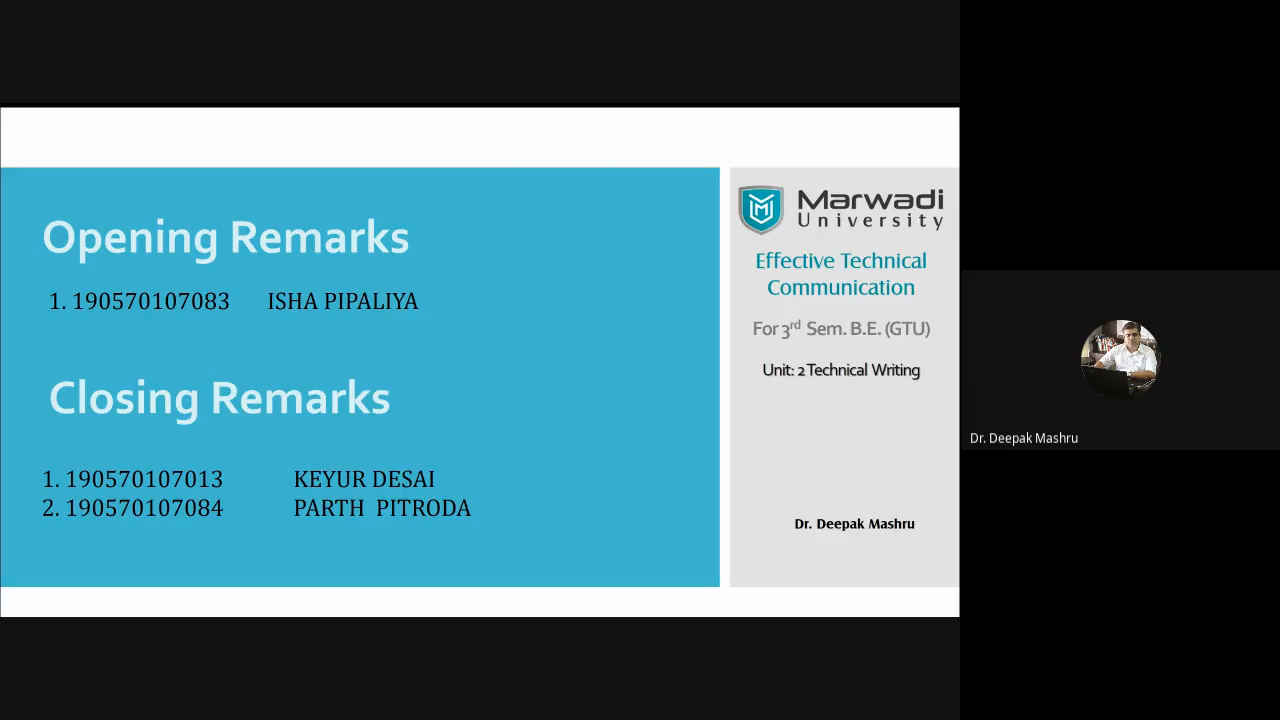 Opening Remarks
1. 190570107083 ISHA PIPALIYA
Closing Remarks
1. 190570107013 KEYUR DESAI
2. 190570107084 PARTH PITRODA
Marwadi
University
Effective Technical
Communication
For 3rd Sem. B.E. (GTU)
Unit: 2 Technical Writing
Dr. Deepak Mashru
Dr. Deepak Mashru